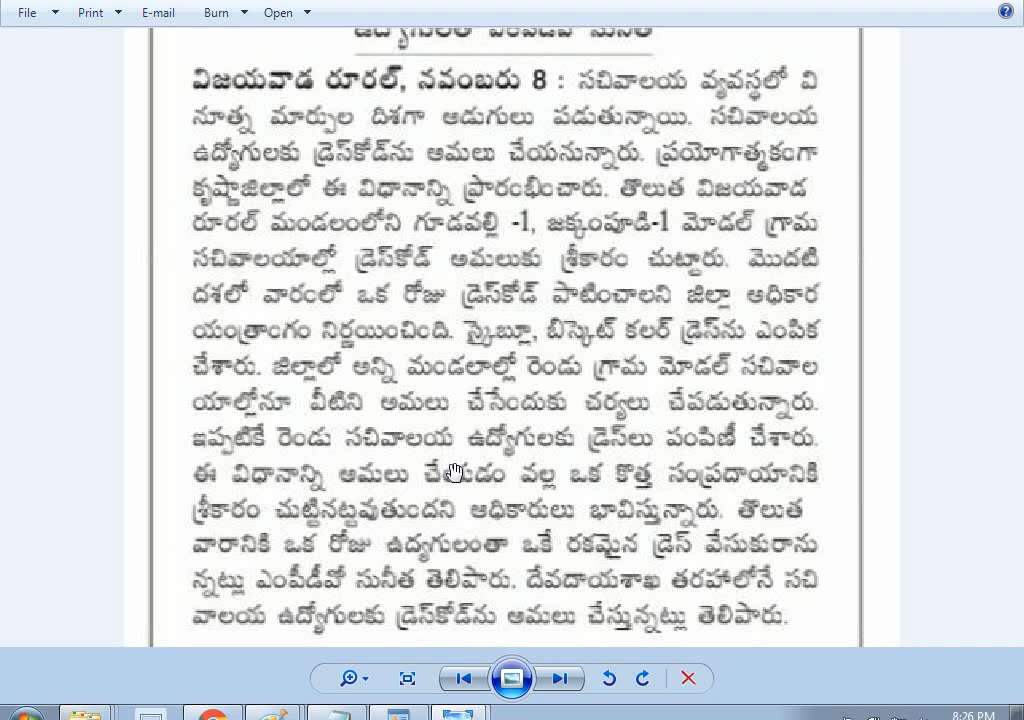 File Print E-mail Burn Open
విజయవాడ రూరల్, నవంబరు 8 : సచివాలయ వ్యవస్థలో వి
నూత్న మార్పుల దిశగా అడుగులు పడుతున్నాయి. సచివాలయ
ఉద్యోగులకు డ్రెస్‌కోడ్‌ను అమలు చేయనున్నారు. ప్రయోగాత్మకంగా
కృష్ణాజిల్లాలో ఈ విధానాన్ని ప్రారంభించారు. తొలుత విజయవాడ
రూరల్ మండలంలోని గూడవల్లి -1, జక్కంపూడి-1 మోడల్ గ్రామ
సచివాలయాల్లో డ్రెస్‌కోడ్ అమలుకు శ్రీకారం చుట్టారు. మొదటి
దశలో వారంలో ఒక రోజు డ్రెస్‌కోడ్ పాటించాలని జిల్లా అధికార
యంత్రాంగం నిర్ణయించింది. స్కైబ్లూ, బిస్కెట్ కలర్ డ్రెస్‌ను ఎంపిక
చేశారు. జిల్లాలో అన్ని మండలాల్లో రెండు గ్రామ మోడల్ సచివాల
యాల్లోనూ వీటిని అమలు చేసేందుకు చర్యలు చేపడుతున్నారు.
ఇప్పటికే రెండు సచివాలయ ఉద్యోగులకు డ్రెస్‌లు పంపిణీ చేశారు.
ఈ విధానాన్ని అమలు వల్ల ఒక కొత్త సంప్రదాయానికి
శ్రీకారం చుట్టినట్టవుతుందని అధికారులు భావిస్తున్నారు. తొలుత
వారానికి ఒక రోజు ఉద్యగులంతా ఒకే రకమైన డ్రెస్ వేసుకురాను
న్నట్లు ఎంపీడీవో సునీత తెలిపారు. దేవదాయశాఖ తరహాలోనే సచి
వాలయ ఉద్యోగులకు డ్రెస్‌కోడ్‌ను అమలు చేస్తున్నట్లు తెలిపారు.
8:26 PM